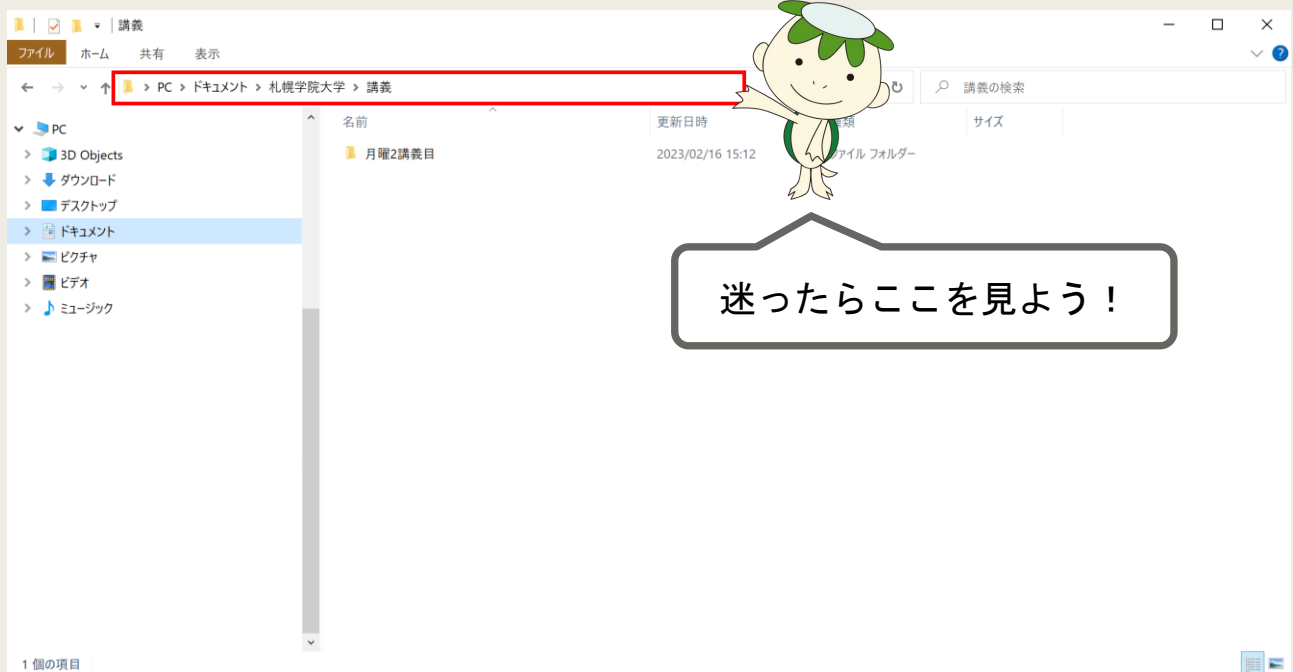 講義
ファイル ホーム 共有 表示
PC > ドキュメント > 札幌学院大学 > 講義
講義の検索
名前 更新日時 類 サイズ
月曜2講義目 2023/02/16 15:12 ファイル フォルダー
PC
3D Objects
ダウンロード
デスクトップ
ドキュメント
ピクチャ
ビデオ
ミュージック
迷ったらここを見よう！
1 個の項目